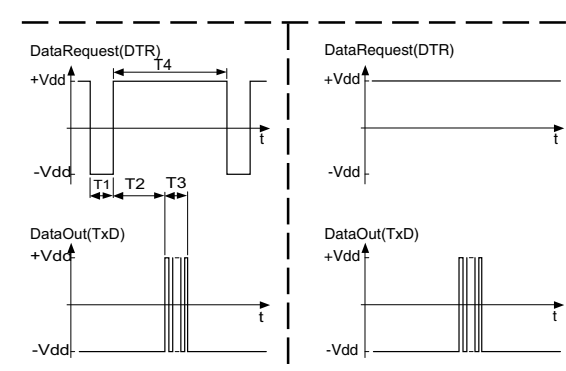 DataRequest(DTR)
T4
+Vdd
t
-Vdd
T1 T2 T3
DataOut(TxD)
+Vdd
t
-Vdd
DataRequest(DTR)
+Vdd
t
-Vdd
DataOut(TxD)
+Vdd
t
-Vdd